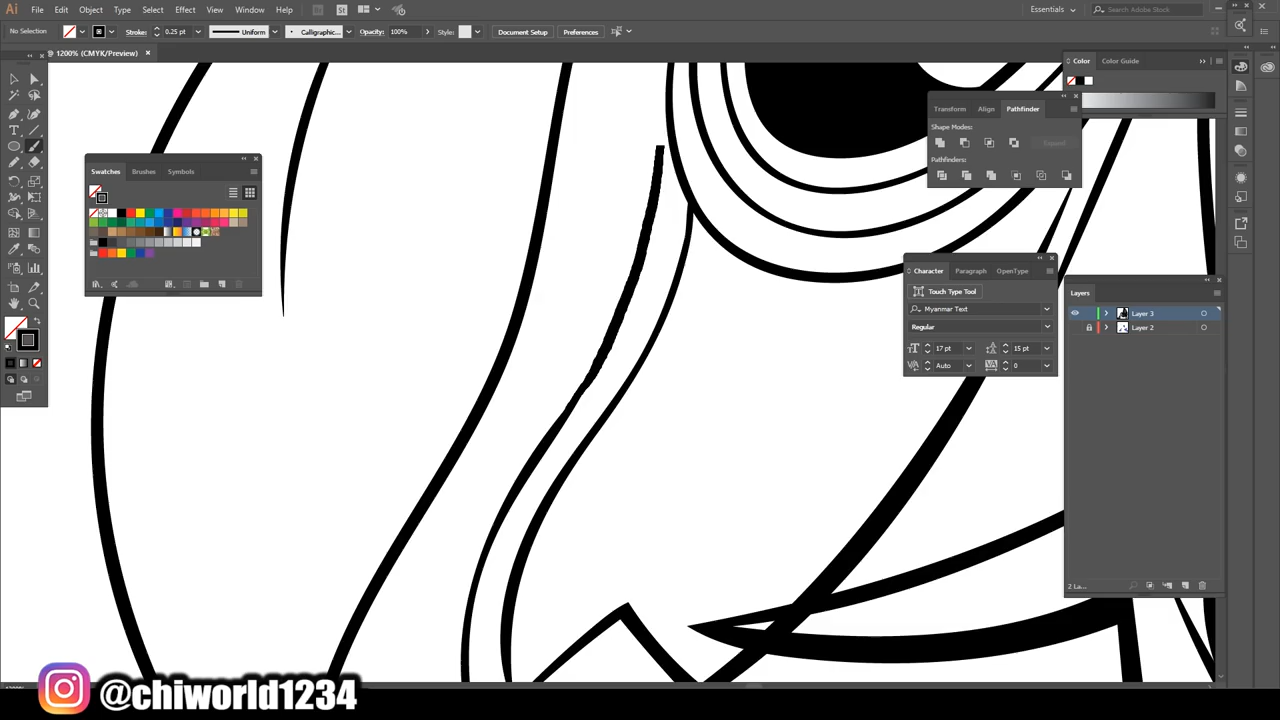 Ai File Edit Object Type Select Effect View Window Help Br St Essentials Search Adobe Stock
No Selection Stroke: 0.25 pt Uniform Calligraphic... Opacity: 100% Style: Document Setup Preferences
@ 1200% (CMYK/Preview)
Color Color Guide
Transform Align Pathfinder
Shape Modes:
Expand
Pathfinders:
Swatches Brushes Symbols
Character Paragraph OpenType
Touch Type Tool
Myanmar Text
Regular
17 pt 15 pt
Auto 0
Layers
Layer 3
Layer 2
2 La...
@chiworld1234